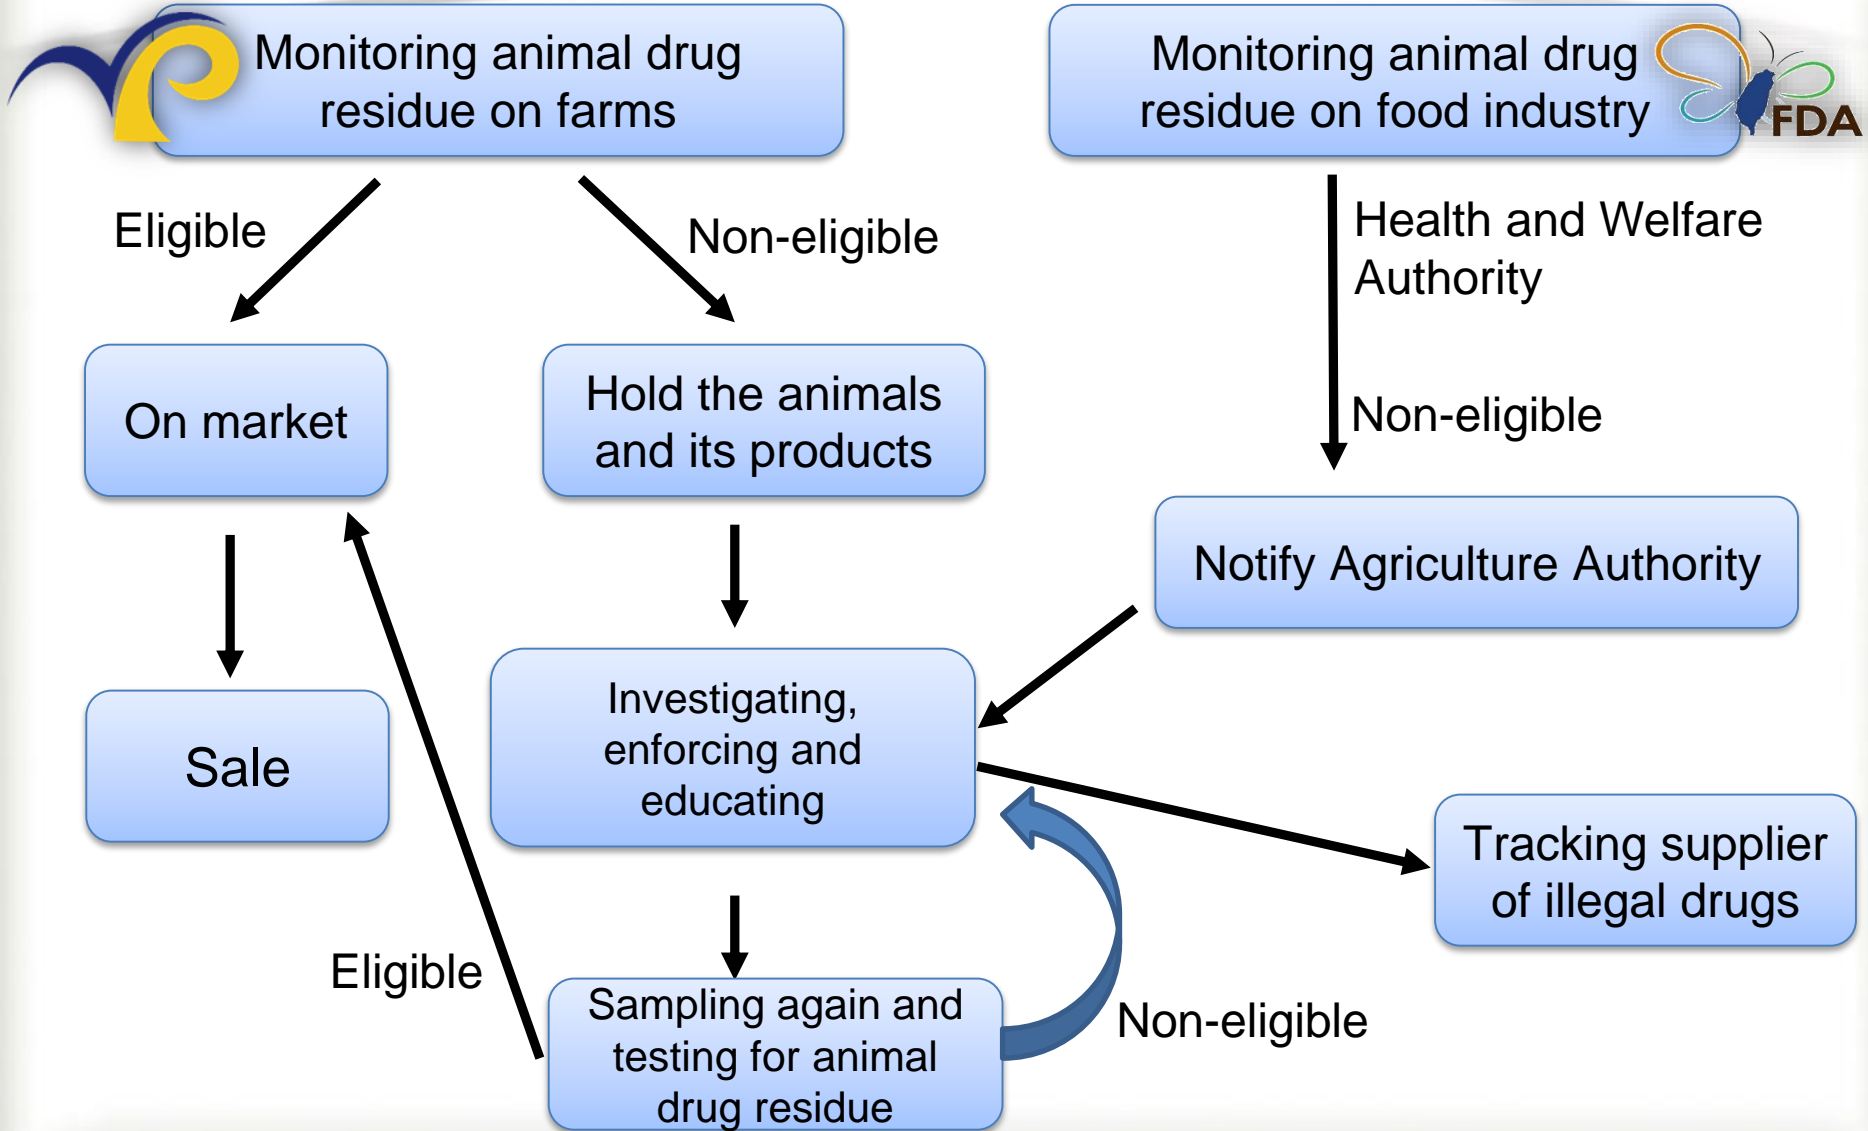 Monitoring animal drug
residue on farms
Monitoring animal drug
residue on food industry
FDA
Eligible
Non-eligible
Health and Welfare
Authority
Non-eligible
On market
Hold the animals
and its products
Notify Agriculture Authority
Sale
Investigating,
enforcing and
educating
Tracking supplier
of illegal drugs
Eligible
Sampling again and
testing for animal
drug residue
Non-eligible